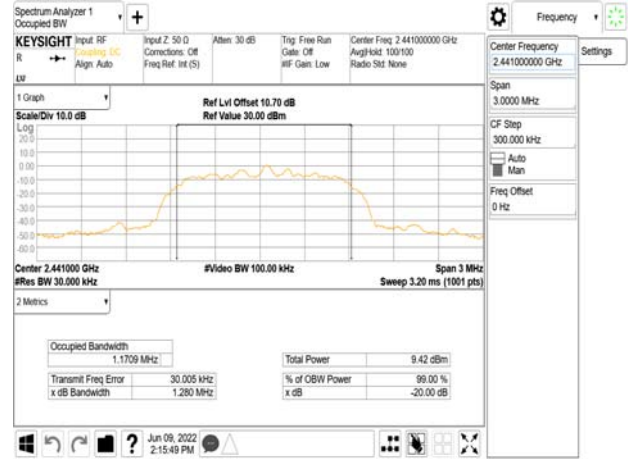 Spectrum Analyzer 1
Occupied BW
Frequency
KEYSIGHT
Input: RF
Coupling: DC
Align: Auto
Input Z: 50 Ω
Corrections: Off
Freq Ref: Int (S)
Atten: 30 dB
Trig: Free Run
Gate: Off
#IF Gain: Low
Center Freq: 2.441000000 GHz
Avg|Hold: 100/100
Radio Std: None
R
LV
Center Frequency
2.441000000 GHz
Settings
Span
3.0000 MHz
CF Step
300.000 kHz
Auto
Man
Freq Offset
0 Hz
1 Graph
Scale/Div 10.0 dB
Ref Lvl Offset 10.70 dB
Ref Value 30.00 dBm
Log
20.0
10.0
0.00
-10.0
-20.0
-30.0
-40.0
-50.0
-60.0
Center 2.441000 GHz
#Res BW 30.000 kHz
#Video BW 100.00 kHz
Span 3 MHz
Sweep 3.20 ms (1001 pts)
2 Metrics
Occupied Bandwidth
1.1709 MHz
Total Power 9.42 dBm
Transmit Freq Error 30.005 kHz
% of OBW Power 99.00 %
x dB Bandwidth 1.280 MHz
x dB -20.00 dB
?
Jun 09, 2022
2:15:49 PM